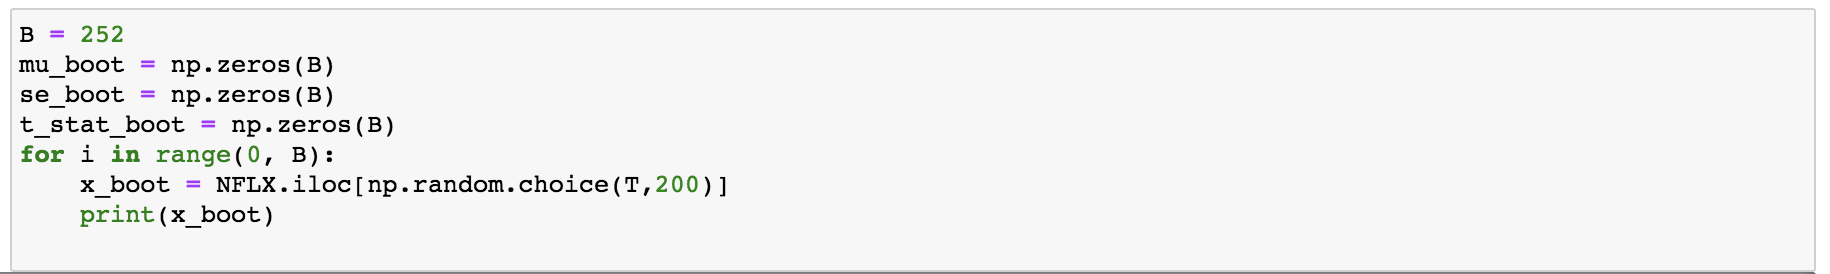 B = 252
mu_boot = np.zeros(B)
se_boot = np.zeros(B)
t_stat_boot = np.zeros(B)
for i in range(0, B):
    x_boot = NFLX.iloc[np.random.choice(T,200)]
    print(x_boot)